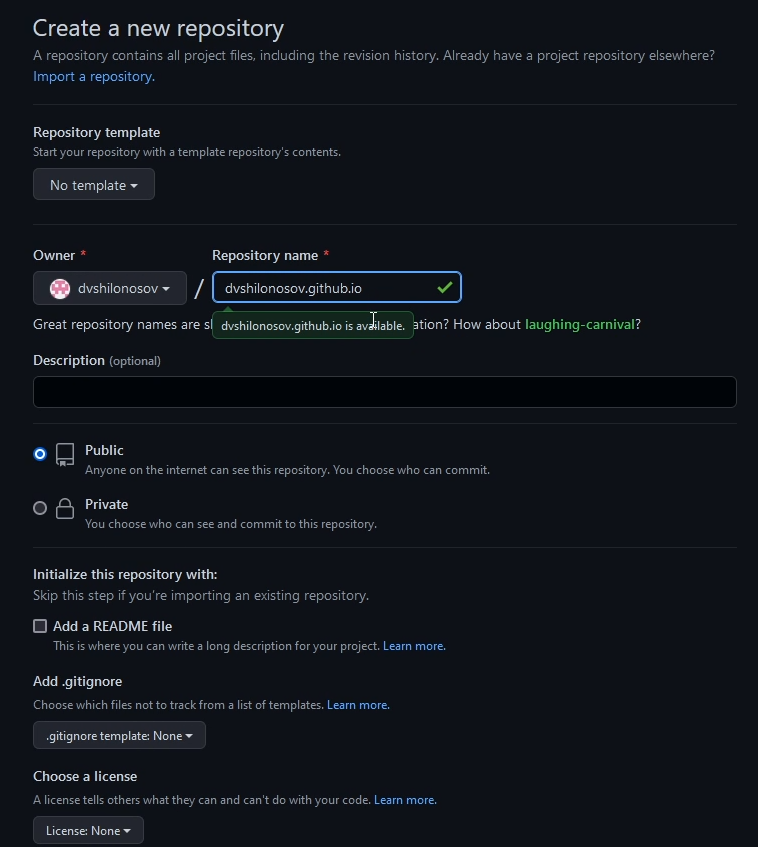 Create a new repository
A repository contains all project files, including the revision history. Already have a project repository elsewhere?
Import a repository.
Repository template
Start your repository with a template repository's contents.
No template
Owner * Repository name *
dvshilonosov / dvshilonosov.github.io
Great repository names are dvshilonosov.github.io is available. How about laughing-carnival?
Description (optional)
Public
Anyone on the internet can see this repository. You choose who can commit.
Private
You choose who can see and commit to this repository.
Initialize this repository with:
Skip this step if you're importing an existing repository.
Add a README file
This is where you can write a long description for your project. Learn more.
Add .gitignore
Choose which files not to track from a list of templates. Learn more.
.gitignore template: None
Choose a license
A license tells others what they can and can't do with your code. Learn more.
License: None